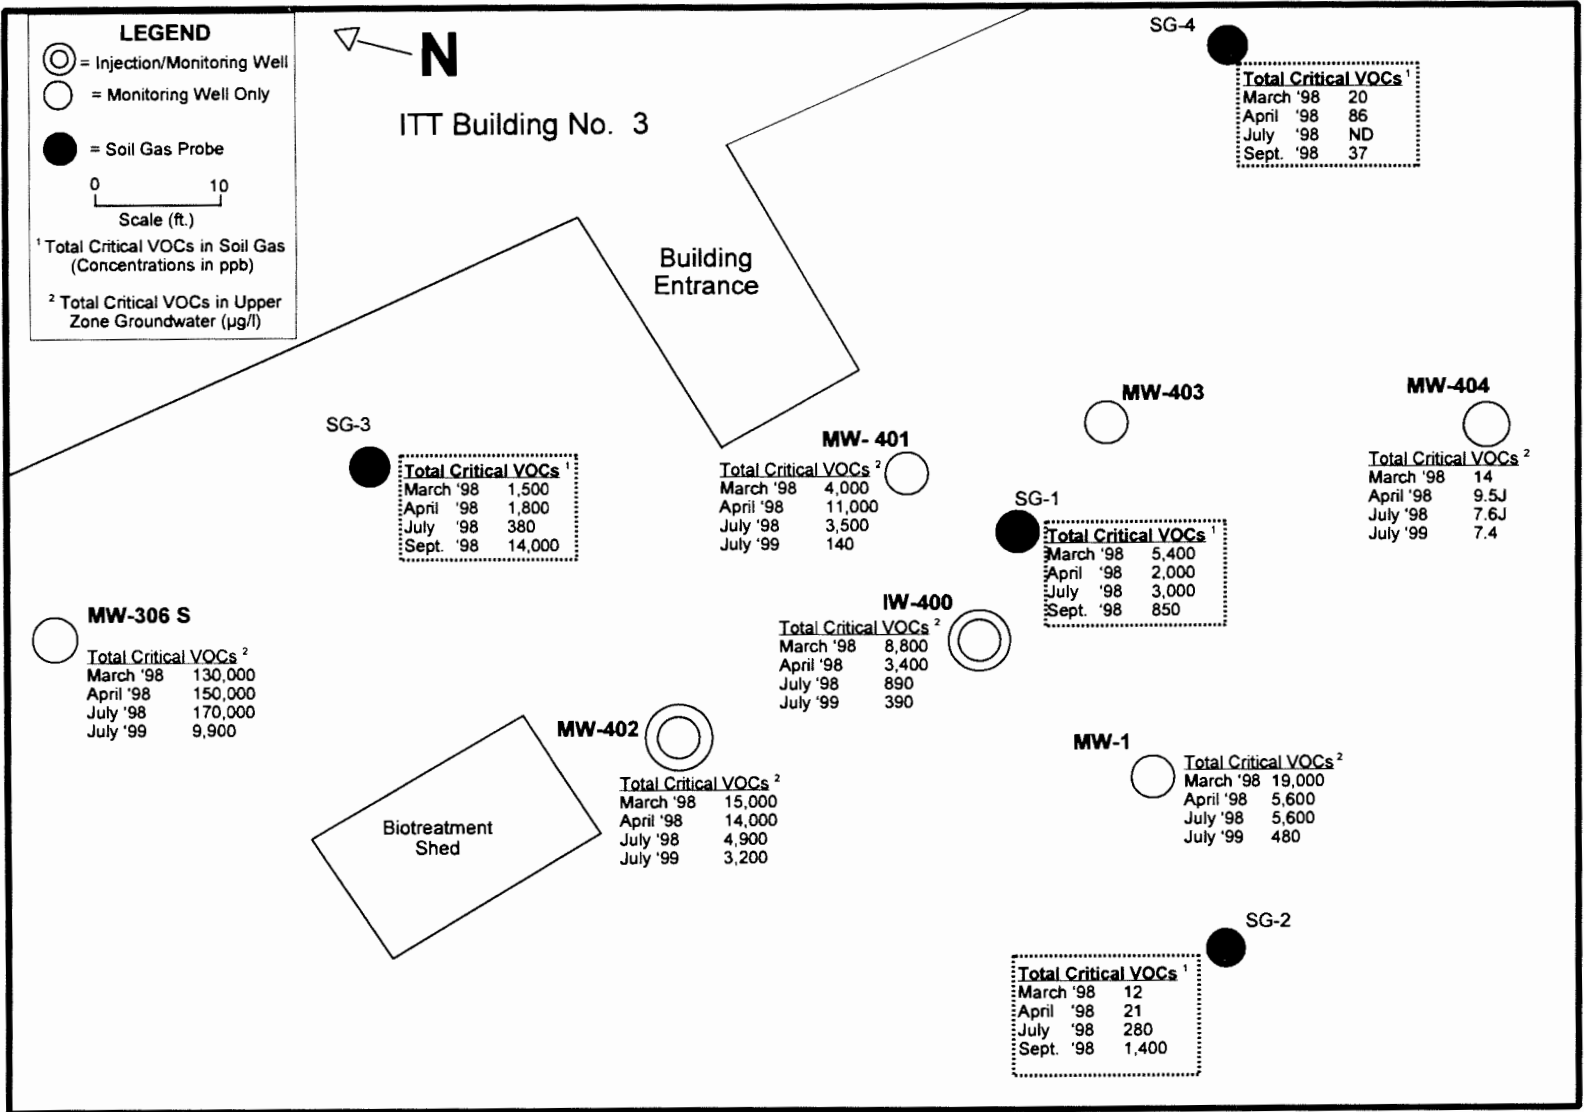 LEGEND
= Injection/Monitoring Well
= Monitoring Well Only
= Soil Gas Probe
0 10
Scale (ft.)
¹ Total Critical VOCs in Soil Gas
(Concentrations in ppb)
² Total Critical VOCs in Upper
Zone Groundwater (µg/l)
N
ITT Building No. 3
Building
Entrance
SG-4
Total Critical VOCs ¹
March '98 20
April '98 86
July '98 ND
Sept. '98 37
SG-3
Total Critical VOCs ¹
March '98 1,500
April '98 1,800
July '98 380
Sept. '98 14,000
MW- 401
Total Critical VOCs ²
March '98 4,000
April '98 11,000
July '98 3,500
July '99 140
MW-403
MW-404
Total Critical VOCs ²
March '98 14
April '98 9.5J
July '98 7.6J
July '99 7.4
SG-1
Total Critical VOCs ¹
March '98 5,400
April '98 2,000
July '98 3,000
Sept. '98 850
MW-306 S
Total Critical VOCs ²
March '98 130,000
April '98 150,000
July '98 170,000
July '99 9,900
IW-400
Total Critical VOCs ²
March '98 8,800
April '98 3,400
July '98 890
July '99 390
MW-402
Total Critical VOCs ²
March '98 15,000
April '98 14,000
July '98 4,900
July '99 3,200
Biotreatment
Shed
MW-1
Total Critical VOCs ²
March '98 19,000
April '98 5,600
July '98 5,600
July '99 480
SG-2
Total Critical VOCs ¹
March '98 12
April '98 21
July '98 280
Sept. '98 1,400